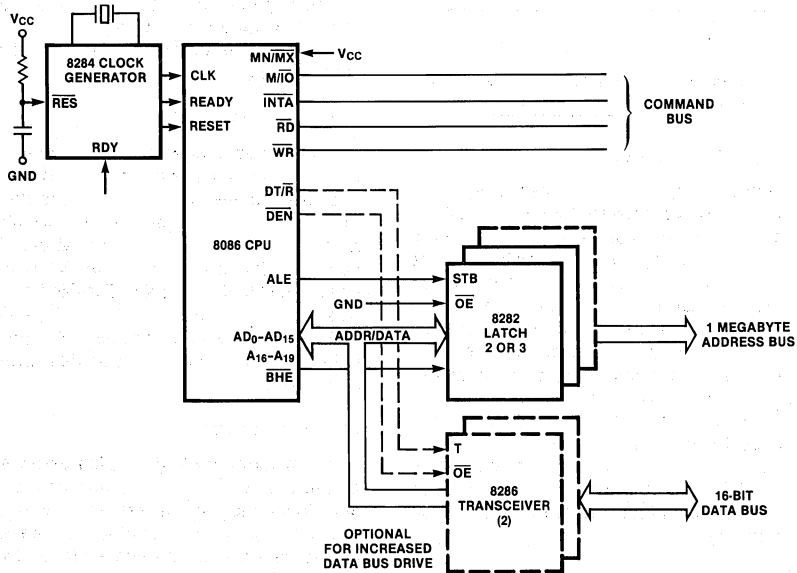 VCC
8284 CLOCK
GENERATOR
RES
RDY
GND
CLK
READY
RESET
8086 CPU
MN/MX
VCC
M/IO
INTA
RD
WR
COMMAND
BUS
DT/R
DEN
ALE
AD0–AD15
A16–A19
BHE
ADDR/DATA
GND
STB
OE
8282
LATCH
2 OR 3
1 MEGABYTE
ADDRESS BUS
T
OE
8286
TRANSCEIVER
(2)
16-BIT
DATA BUS
OPTIONAL
FOR INCREASED
DATA BUS DRIVE